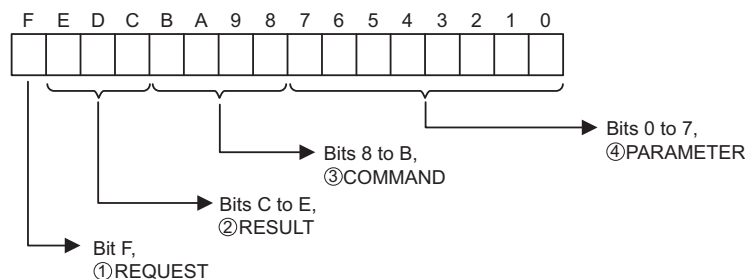 F E D C B A 9 8 7 6 5 4 3 2 1 0
Bits 0 to 7,
④PARAMETER
Bits 8 to B,
③COMMAND
Bits C to E,
②RESULT
Bit F,
①REQUEST